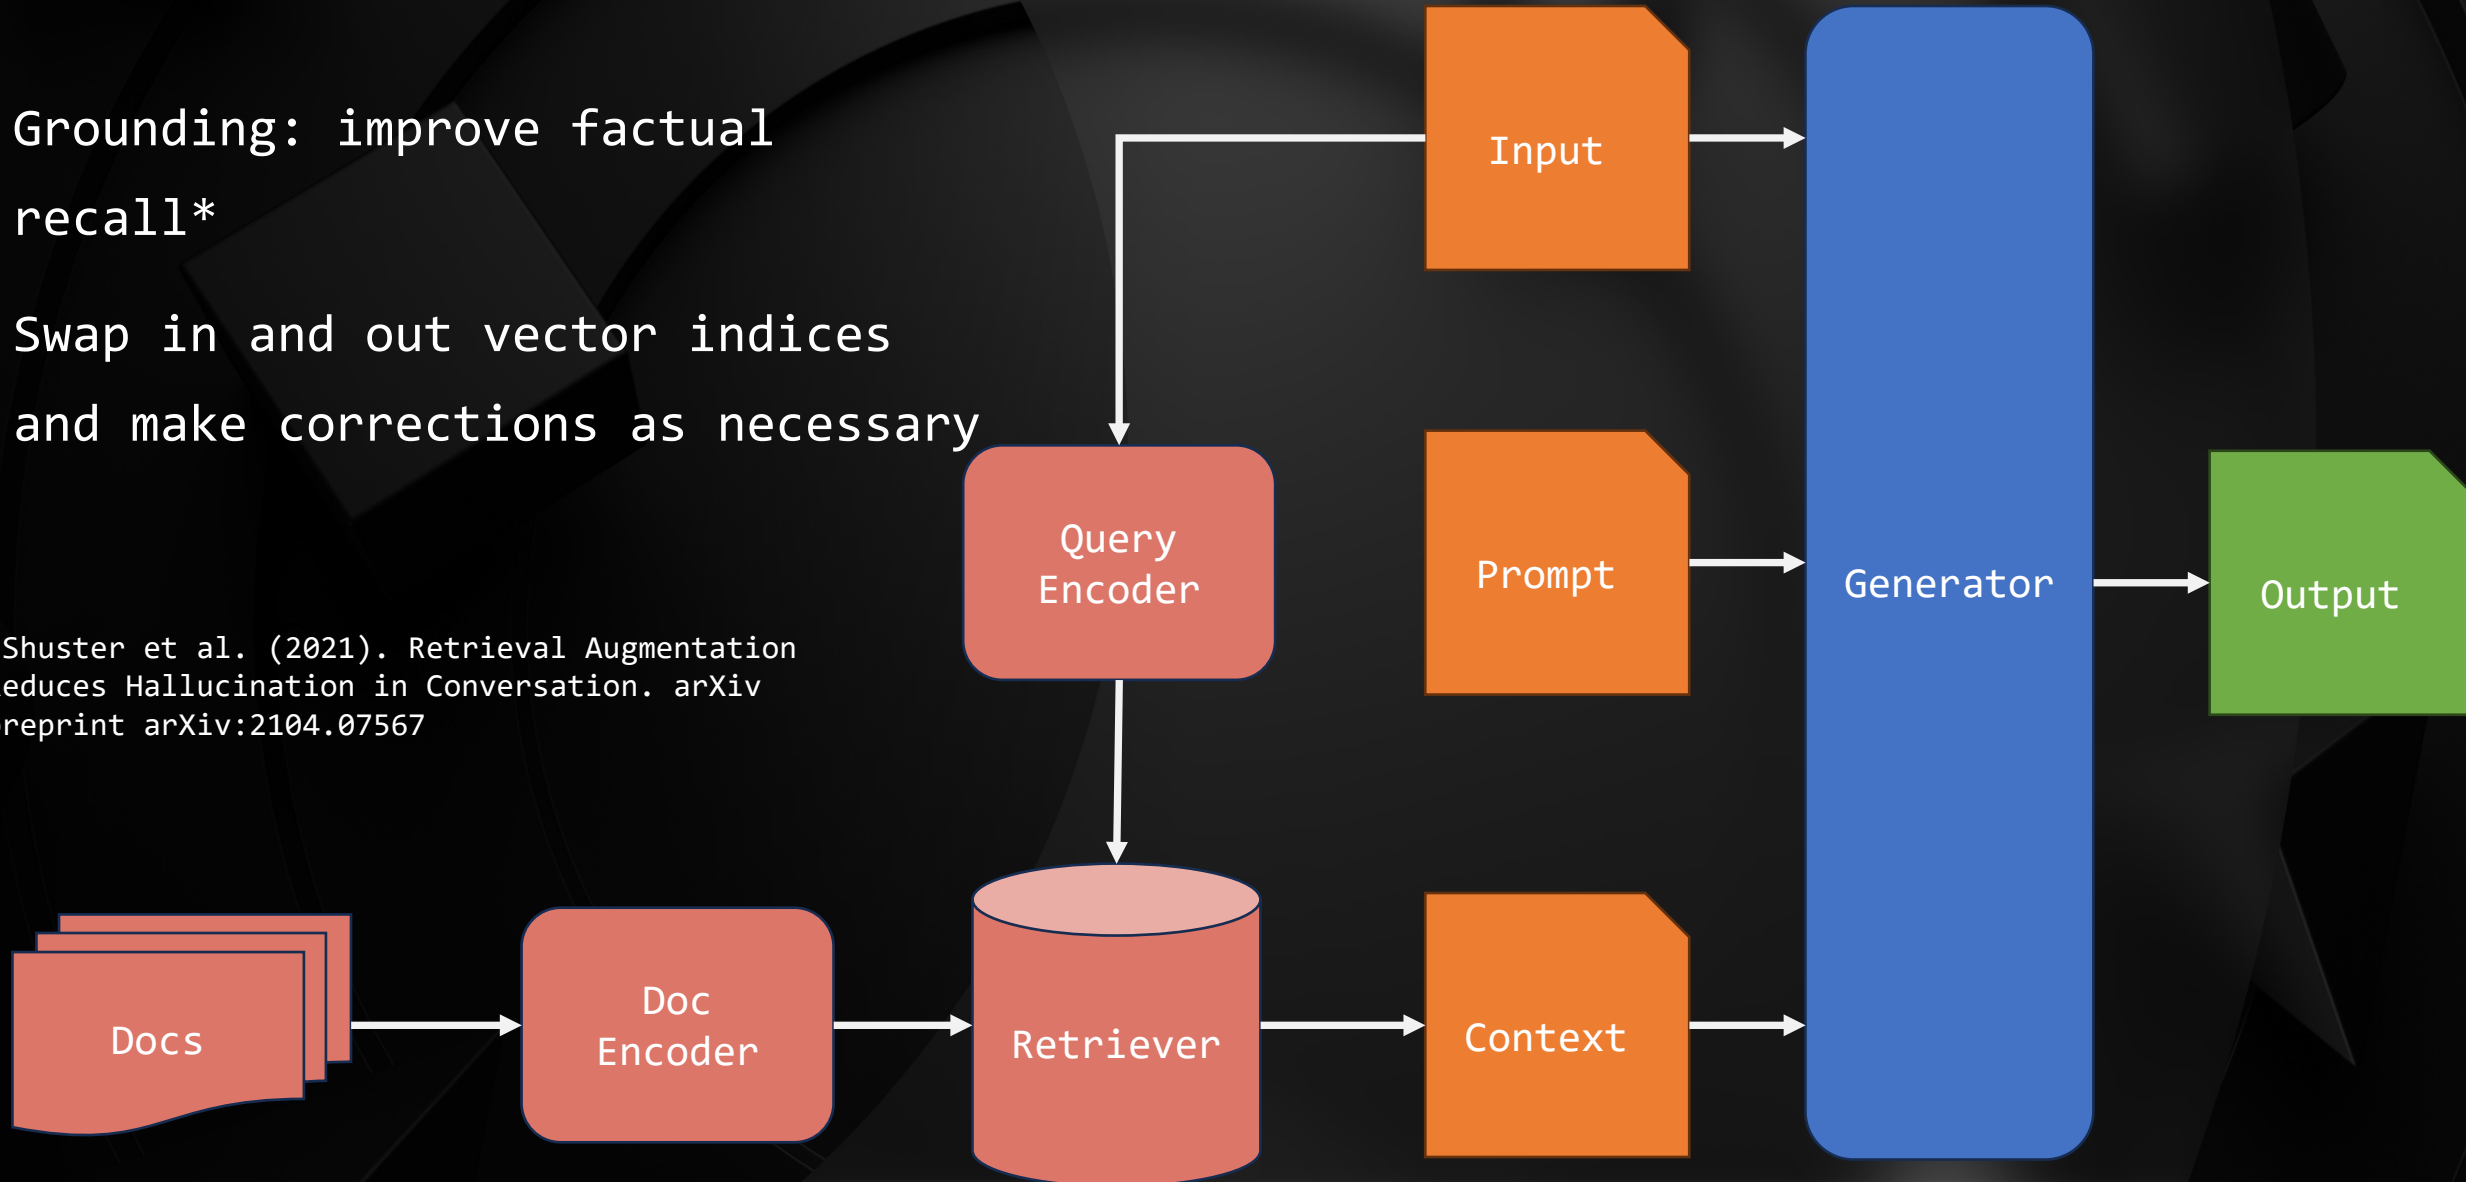 Grounding: improve factual
recall*
Swap in and out vector indices
and make corrections as necessary
Shuster et al. (2021). Retrieval Augmentation
educes Hallucination in Conversation. arXiv
reprint arXiv:2104.07567
Input
Query
Encoder
Prompt
Generator
Output
Docs
Doc
Encoder
Retriever
Context